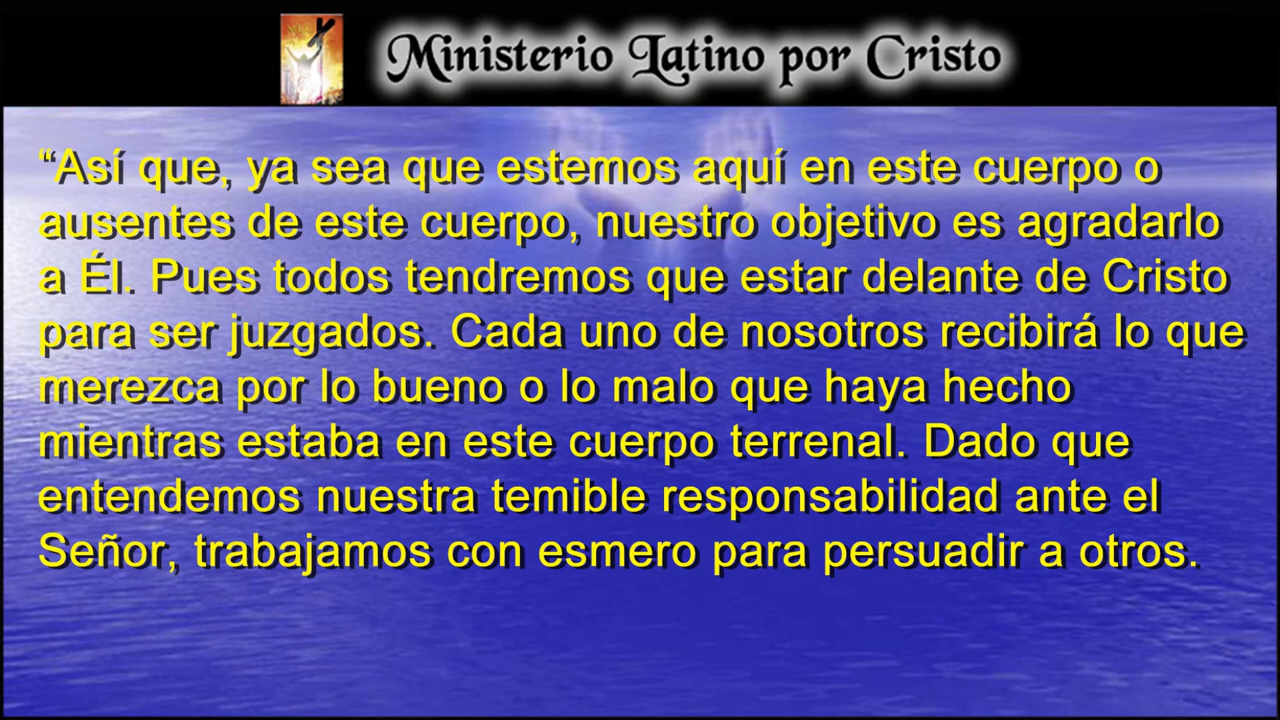 Ministerio Latino por Cristo
“Así que, ya sea que estemos aquí en este cuerpo o
ausentes de este cuerpo, nuestro objetivo es agradarlo
a Él. Pues todos tendremos que estar delante de Cristo
para ser juzgados. Cada uno de nosotros recibirá lo que
merezca por lo bueno o lo malo que haya hecho
mientras estaba en este cuerpo terrenal. Dado que
entendemos nuestra temible responsabilidad ante el
Señor, trabajamos con esmero para persuadir a otros.